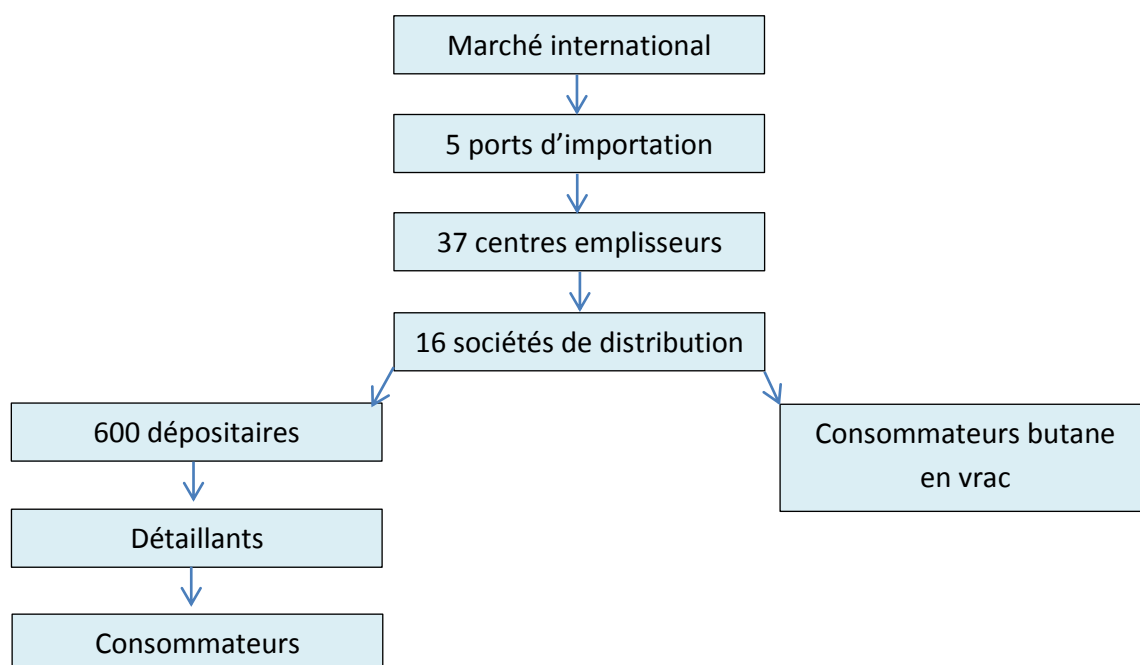 Marché international
5 ports d’importation
37 centres emplisseurs
16 sociétés de distribution
600 dépositaires
Consommateurs butane
en vrac
Détaillants
Consommateurs